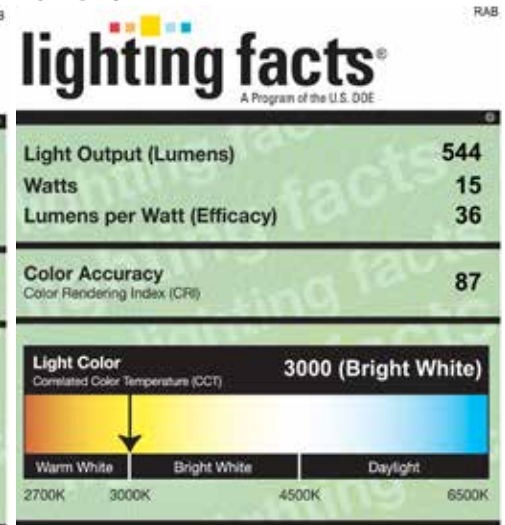 RAB
lighting facts®
A Program of the U.S. DOE
Light Output (Lumens) 544
Watts 15
Lumens per Watt (Efficacy) 36
Color Accuracy 87
Color Rendering Index (CRI)
Light Color
Correlated Color Temperature (CCT)
3000 (Bright White)
Warm White Bright White Daylight
2700K 3000K 4500K 6500K